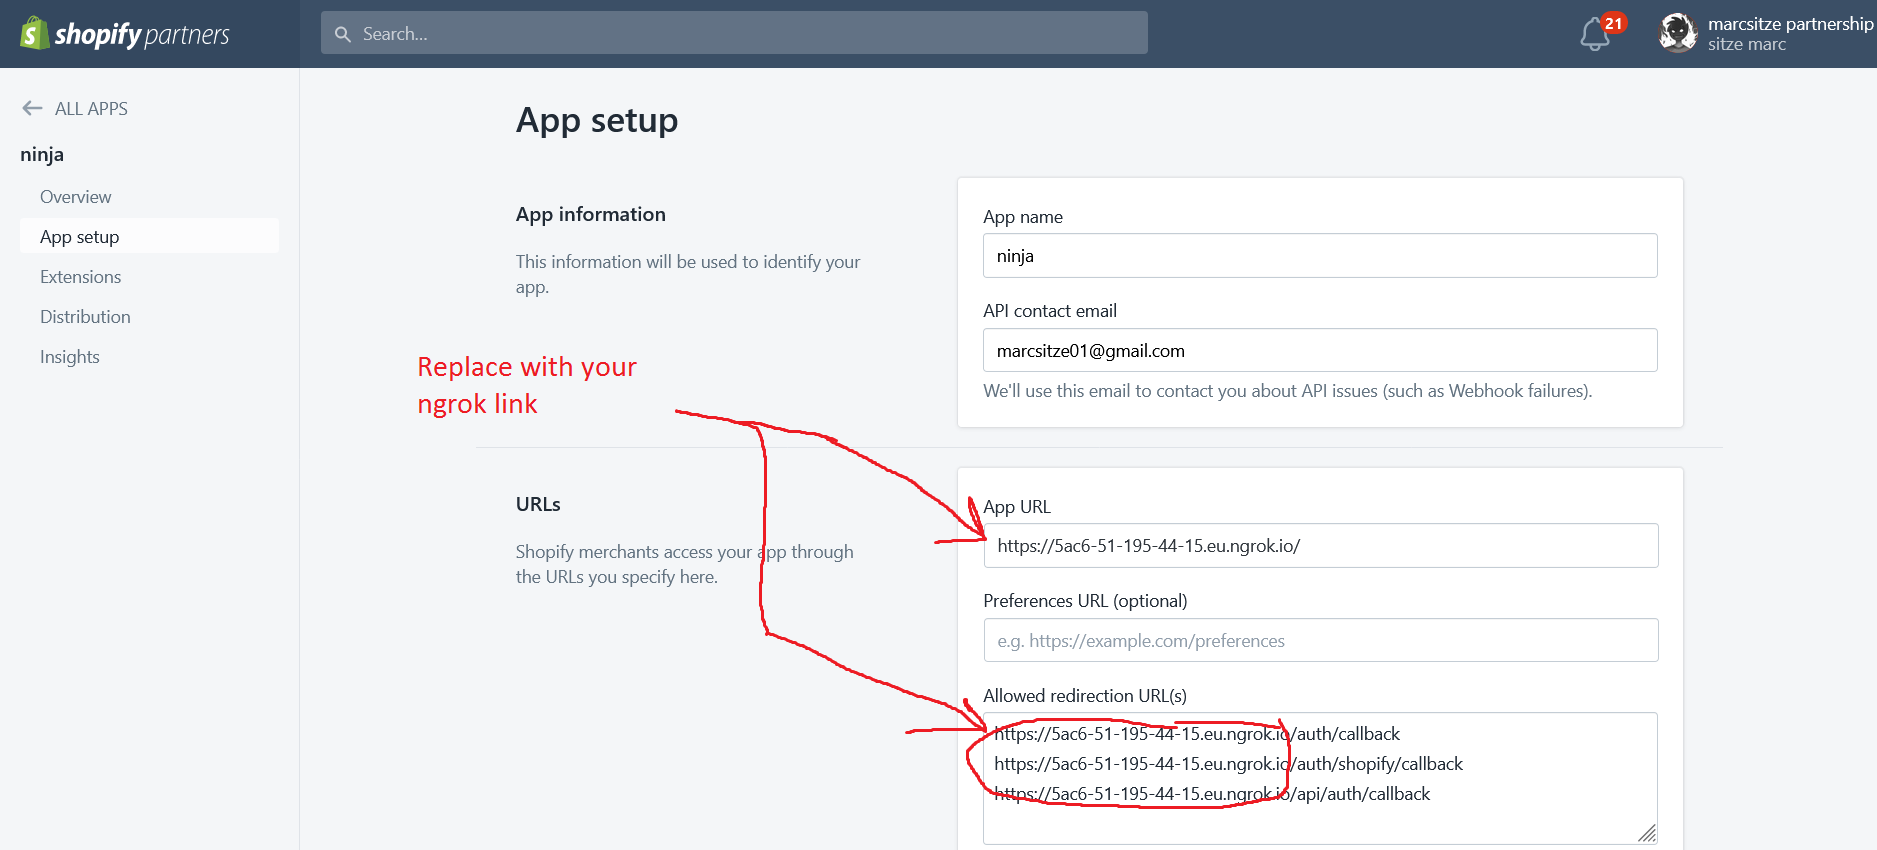 shopify partners
Search...
21
marcsitze partnership
sitze marc
ALL APPS
ninja
Overview
App setup
Extensions
Distribution
Insights
App setup
App information
This information will be used to identify your
app.
App name
ninja
API contact email
marcsitze01@gmail.com
We'll use this email to contact you about API issues (such as Webhook failures).
Replace with your
ngrok link
URLs
Shopify merchants access your app through
the URLs you specify here.
App URL
https://5ac6-51-195-44-15.eu.ngrok.io/
Preferences URL (optional)
e.g. https://example.com/preferences
Allowed redirection URL(s)
https://5ac6-51-195-44-15.eu.ngrok.io/auth/callback
https://5ac6-51-195-44-15.eu.ngrok.io/auth/shopify/callback
https://5ac6-51-195-44-15.eu.ngrok.io/api/auth/callback